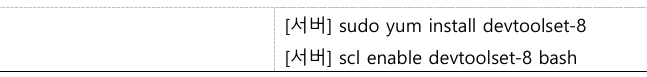 [서버] sudo yum install devtoolset-8
[서버] scl enable devtoolset-8 bash